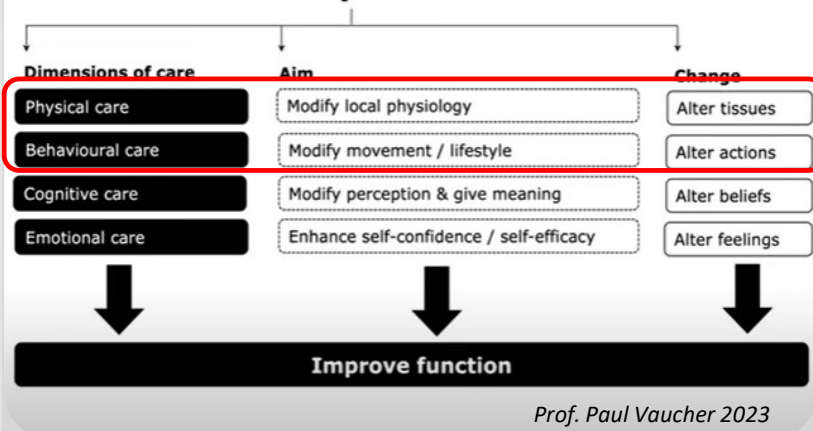 Dimensions of care Aim Change
Physical care Modify local physiology Alter tissues
Behavioural care Modify movement / lifestyle Alter actions
Cognitive care Modify perception & give meaning Alter beliefs
Emotional care Enhance self-confidence / self-efficacy Alter feelings
Improve function
Prof. Paul Vaucher 2023